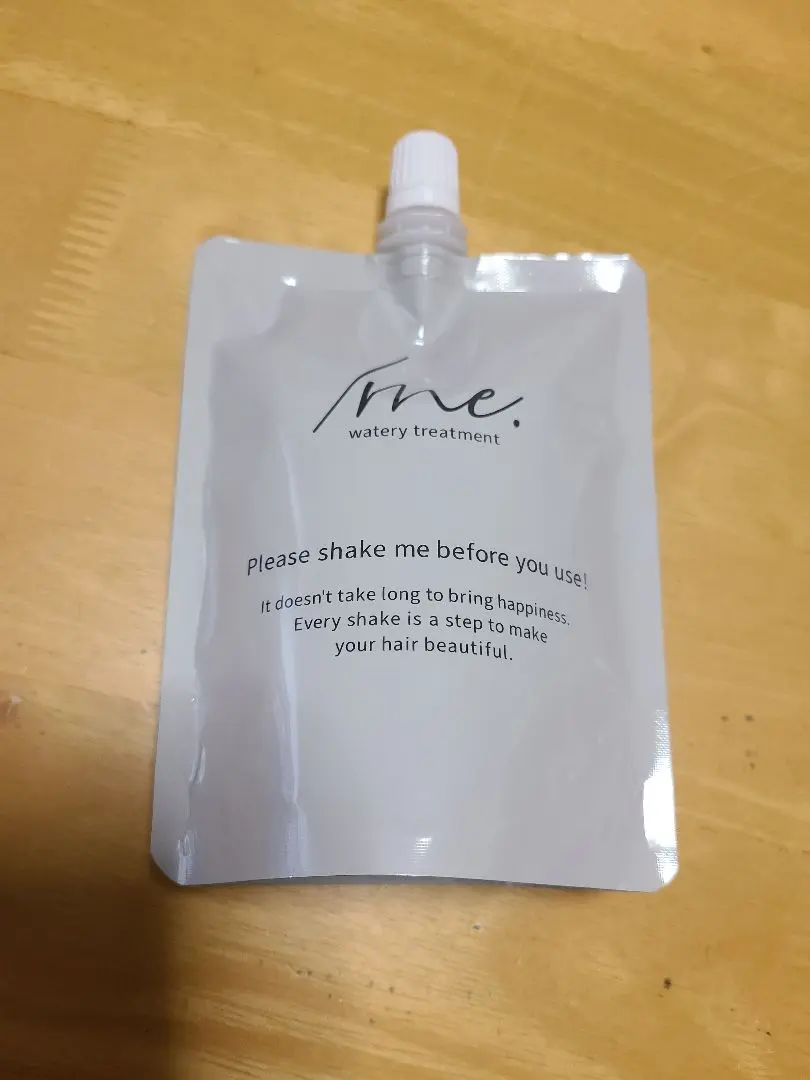 me.
watery treatment
Please shake me before you use!
It doesn't take long to bring happiness.
Every shake is a step to make
your hair beautiful.